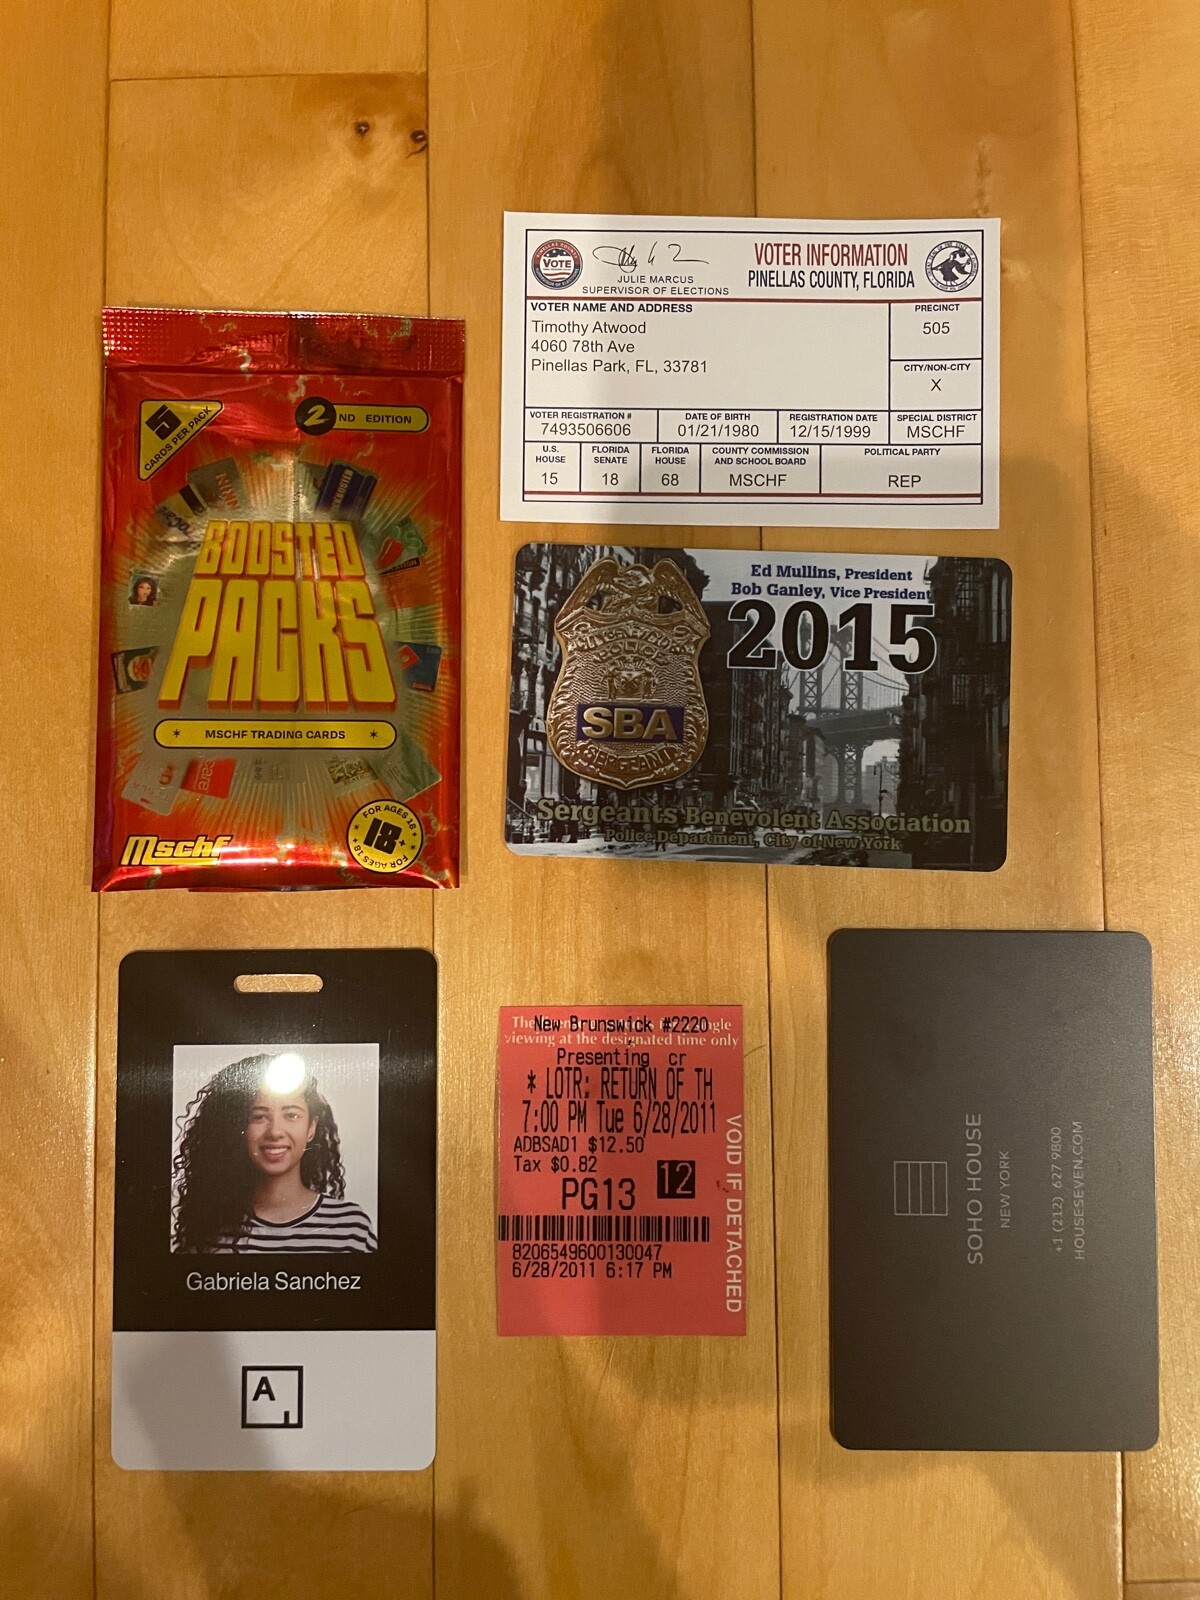 5
CARDS PER PACK
2ND EDITION
BOOSTED
PACKS
MSCHF TRADING CARDS
Mschf
FOR AGES 18+
18+
FOR AGES 18+
VOTE
JULIE MARCUS
SUPERVISOR OF ELECTIONS
VOTER INFORMATION
PINELLAS COUNTY, FLORIDA
VOTER NAME AND ADDRESS
Timothy Atwood
4060 78th Ave
Pinellas Park, FL, 33781
PRECINCT
505
CITY/NON-CITY
X
VOTER REGISTRATION #
7493506606
DATE OF BIRTH
01/21/1980
REGISTRATION DATE
12/15/1999
SPECIAL DISTRICT
MSCHF
U.S.
HOUSE
15
FLORIDA
SENATE
18
FLORIDA
HOUSE
68
COUNTY COMMISSION
AND SCHOOL BOARD
MSCHF
POLITICAL PARTY
REP
Ed Mullins, President
Bob Ganley, Vice President
2015
POLICE
SBA
SERGEANT
Sergeants Benevolent Association
Police Department, City of New York
Gabriela Sanchez
A
New Brunswick #2220
viewing at the designated time only
Presenting cr
* LOTR: RETURN OF TH
7:00 PM Tue 6/28/2011
ADBSAD1 $12.50
Tax $0.82
PG13
12
8206549600130047
6/28/2011 6:17 PM
VOID IF DETACHED
SOHO HOUSE
NEW YORK
+1 (212) 627 9800
HOUSESEVEN.COM